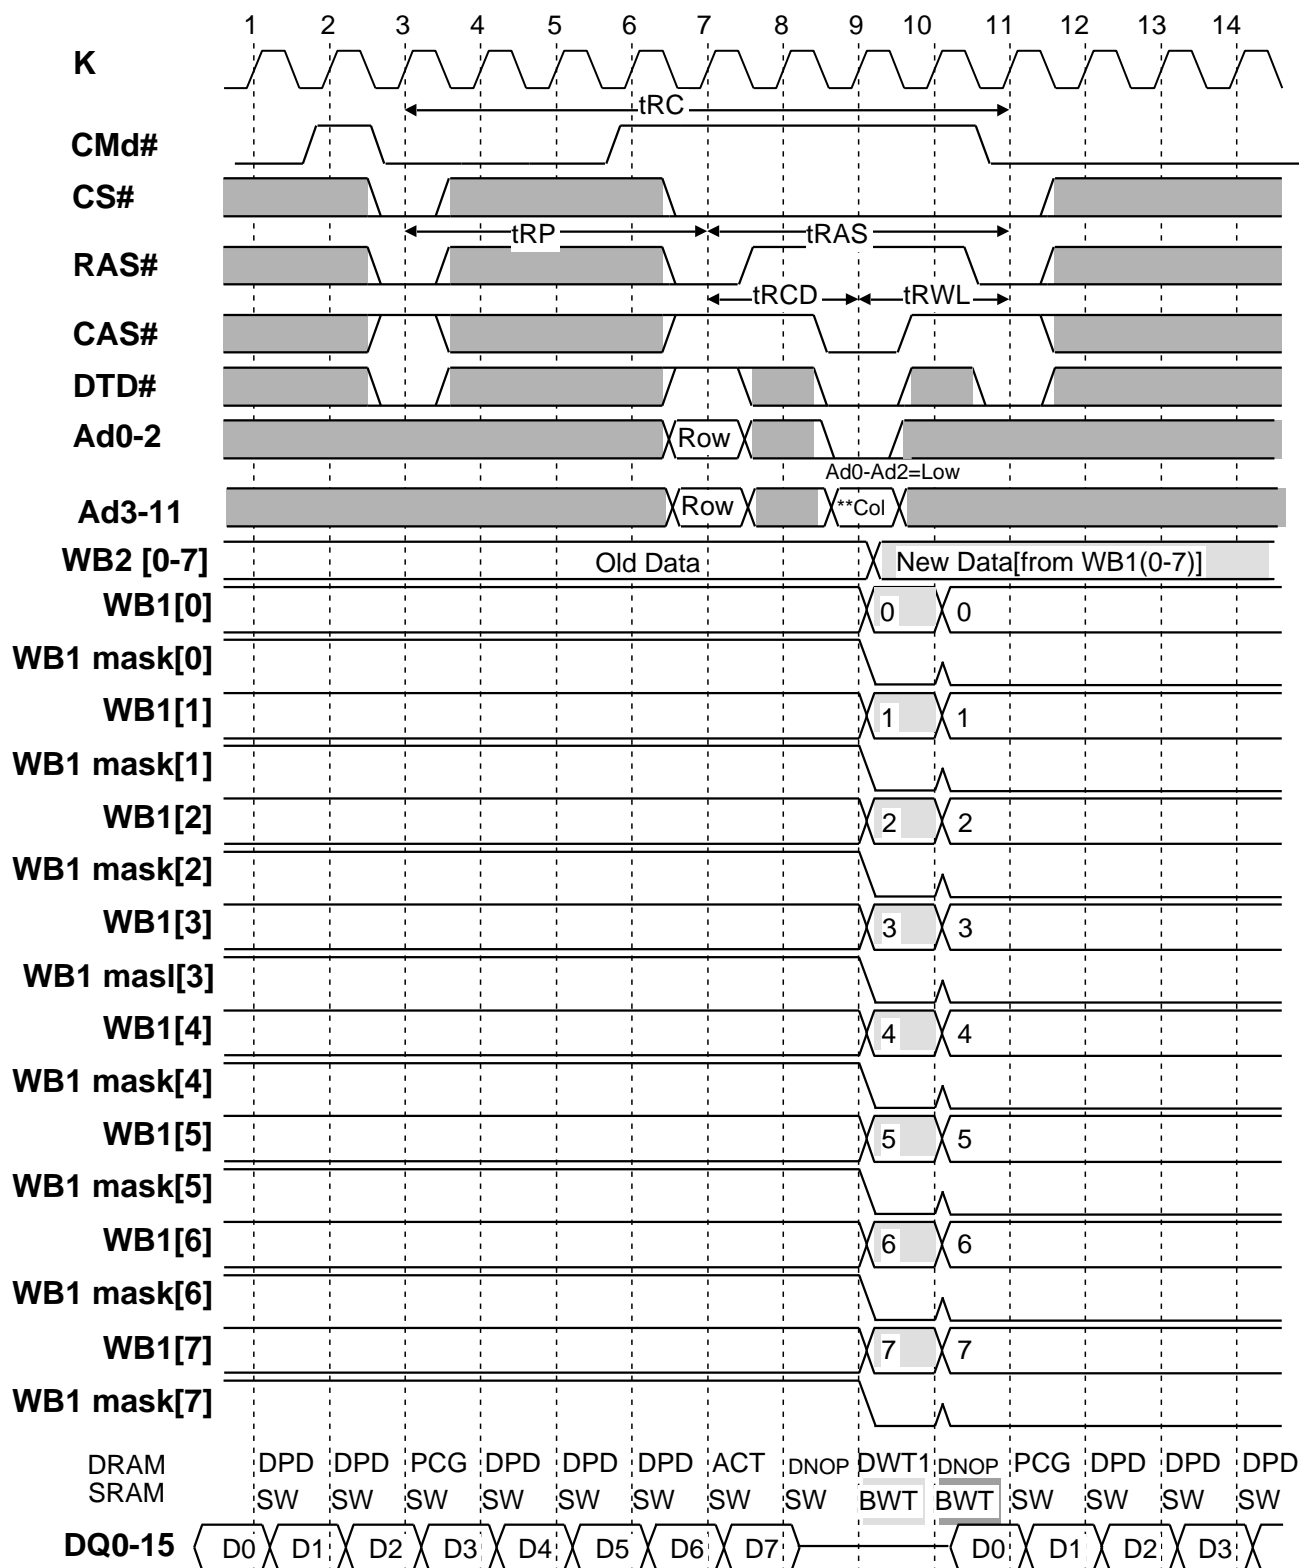 1 2 3 4 5 6 7 8 9 10 11 12 13 14
K
tRC
CMd#
CS#
tRP tRAS
RAS#
tRCD tRWL
CAS#
DTD#
Ad0-2 Row
Ad0-Ad2=Low
Ad3-11 Row **Col
WB2 [0-7] Old Data New Data[from WB1(0-7)]
WB1[0] 0 0
WB1 mask[0]
WB1[1] 1 1
WB1 mask[1]
WB1[2] 2 2
WB1 mask[2]
WB1[3] 3 3
WB1 masl[3]
WB1[4] 4 4
WB1 mask[4]
WB1[5] 5 5
WB1 mask[5]
WB1[6] 6 6
WB1 mask[6]
WB1[7] 7 7
WB1 mask[7]
DRAM DPD DPD PCG DPD DPD DPD ACT DNOP DWT1 DNOP PCG DPD DPD DPD
SRAM SW SW SW SW SW SW SW SW BWT BWT SW SW SW SW
DQ0-15 D0 D1 D2 D3 D4 D5 D6 D7 D0 D1 D2 D3